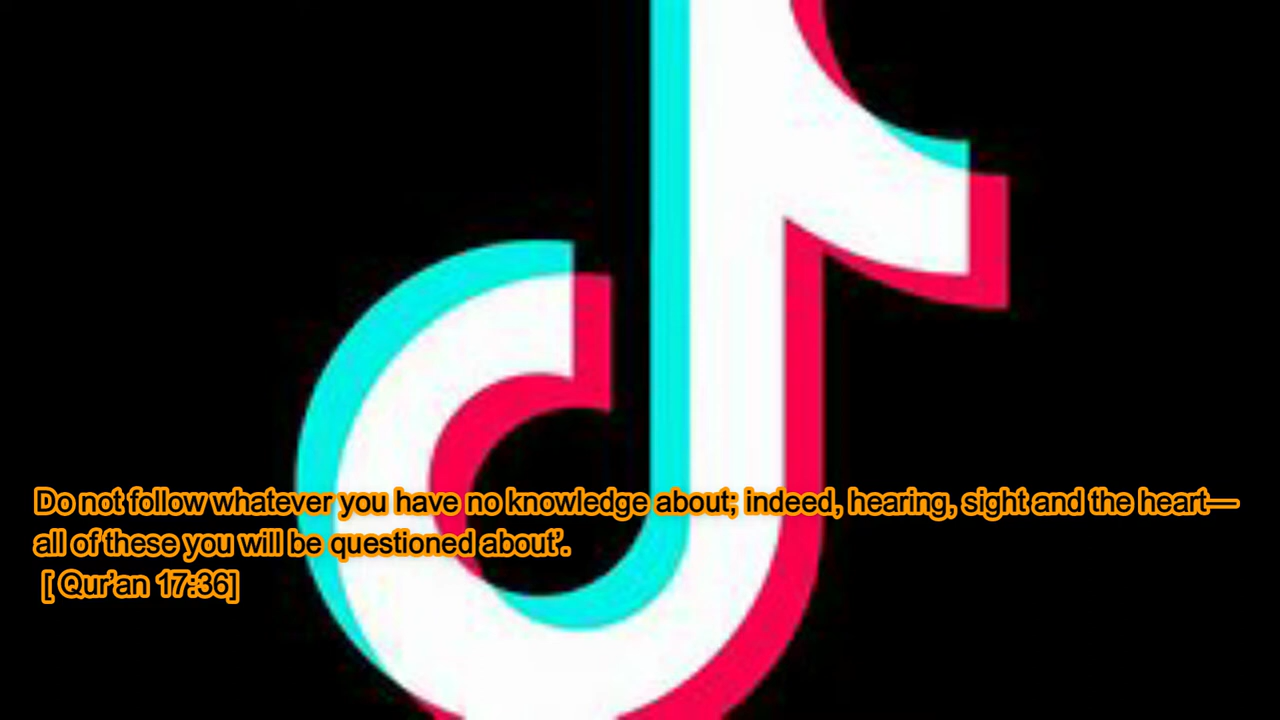 Do not follow whatever you have no knowledge about; indeed, hearing, sight and the heart—
all of these you will be questioned about’.
[ Qur’an 17:36]